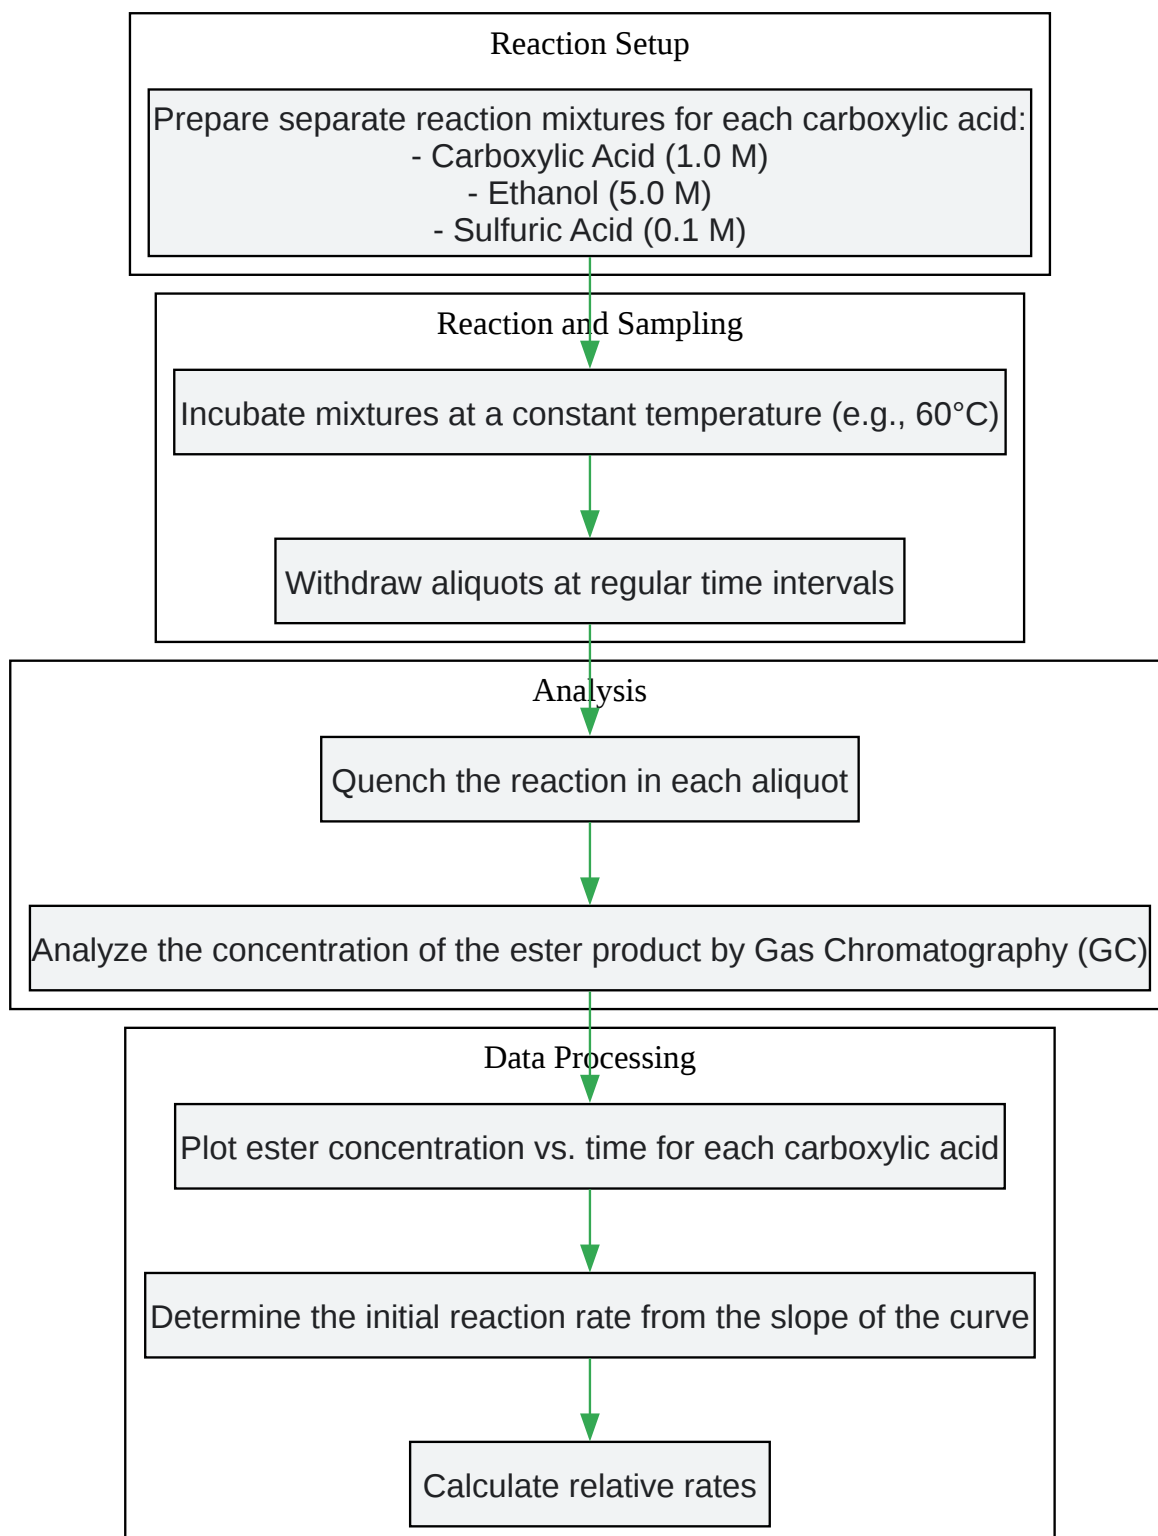 Reaction Setup
Prepare separate reaction mixtures for each carboxylic acid:
- Carboxylic Acid (1.0 M)
- Ethanol (5.0 M)
- Sulfuric Acid (0.1 M)
Reaction and Sampling
Incubate mixtures at a constant temperature (e.g., 60°C)
Withdraw aliquots at regular time intervals
Analysis
Quench the reaction in each aliquot
Analyze the concentration of the ester product by Gas Chromatography (GC)
Data Processing
Plot ester concentration vs. time for each carboxylic acid
Determine the initial reaction rate from the slope of the curve
Calculate relative rates